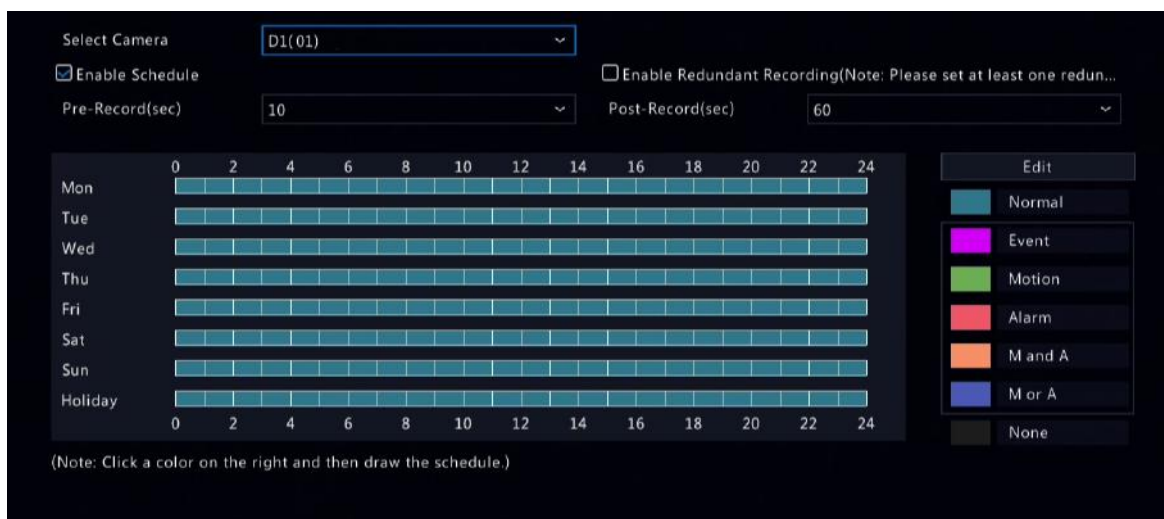 Select Camera D1(01)
Enable Schedule Enable Redundant Recording(Note: Please set at least one redun...
Pre-Record(sec) 10 Post-Record(sec) 60
0 2 4 6 8 10 12 14 16 18 20 22 24 Edit
Mon
Normal
Tue
Event
Wed
Thu Motion
Fri
Alarm
Sat
M and A
Sun
Holiday M or A
0 2 4 6 8 10 12 14 16 18 20 22 24
None
(Note: Click a color on the right and then draw the schedule.)